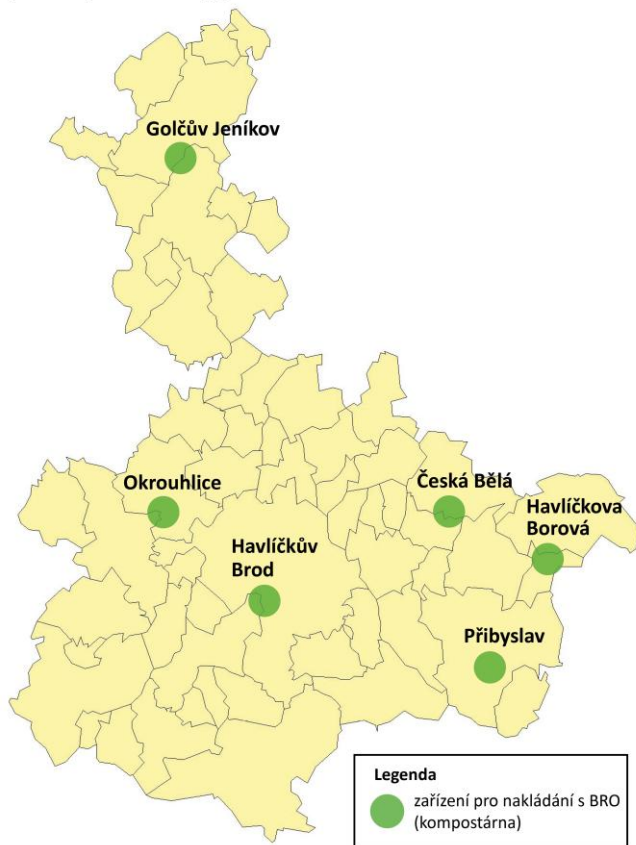 Golčův Jeníkov
Okrouhlice
Česká Bělá
Havlíčkova
Borová
Havlíčkův
Brod
Přibyslav
Legenda
zařízení pro nakládání s BRO
(kompostárna)